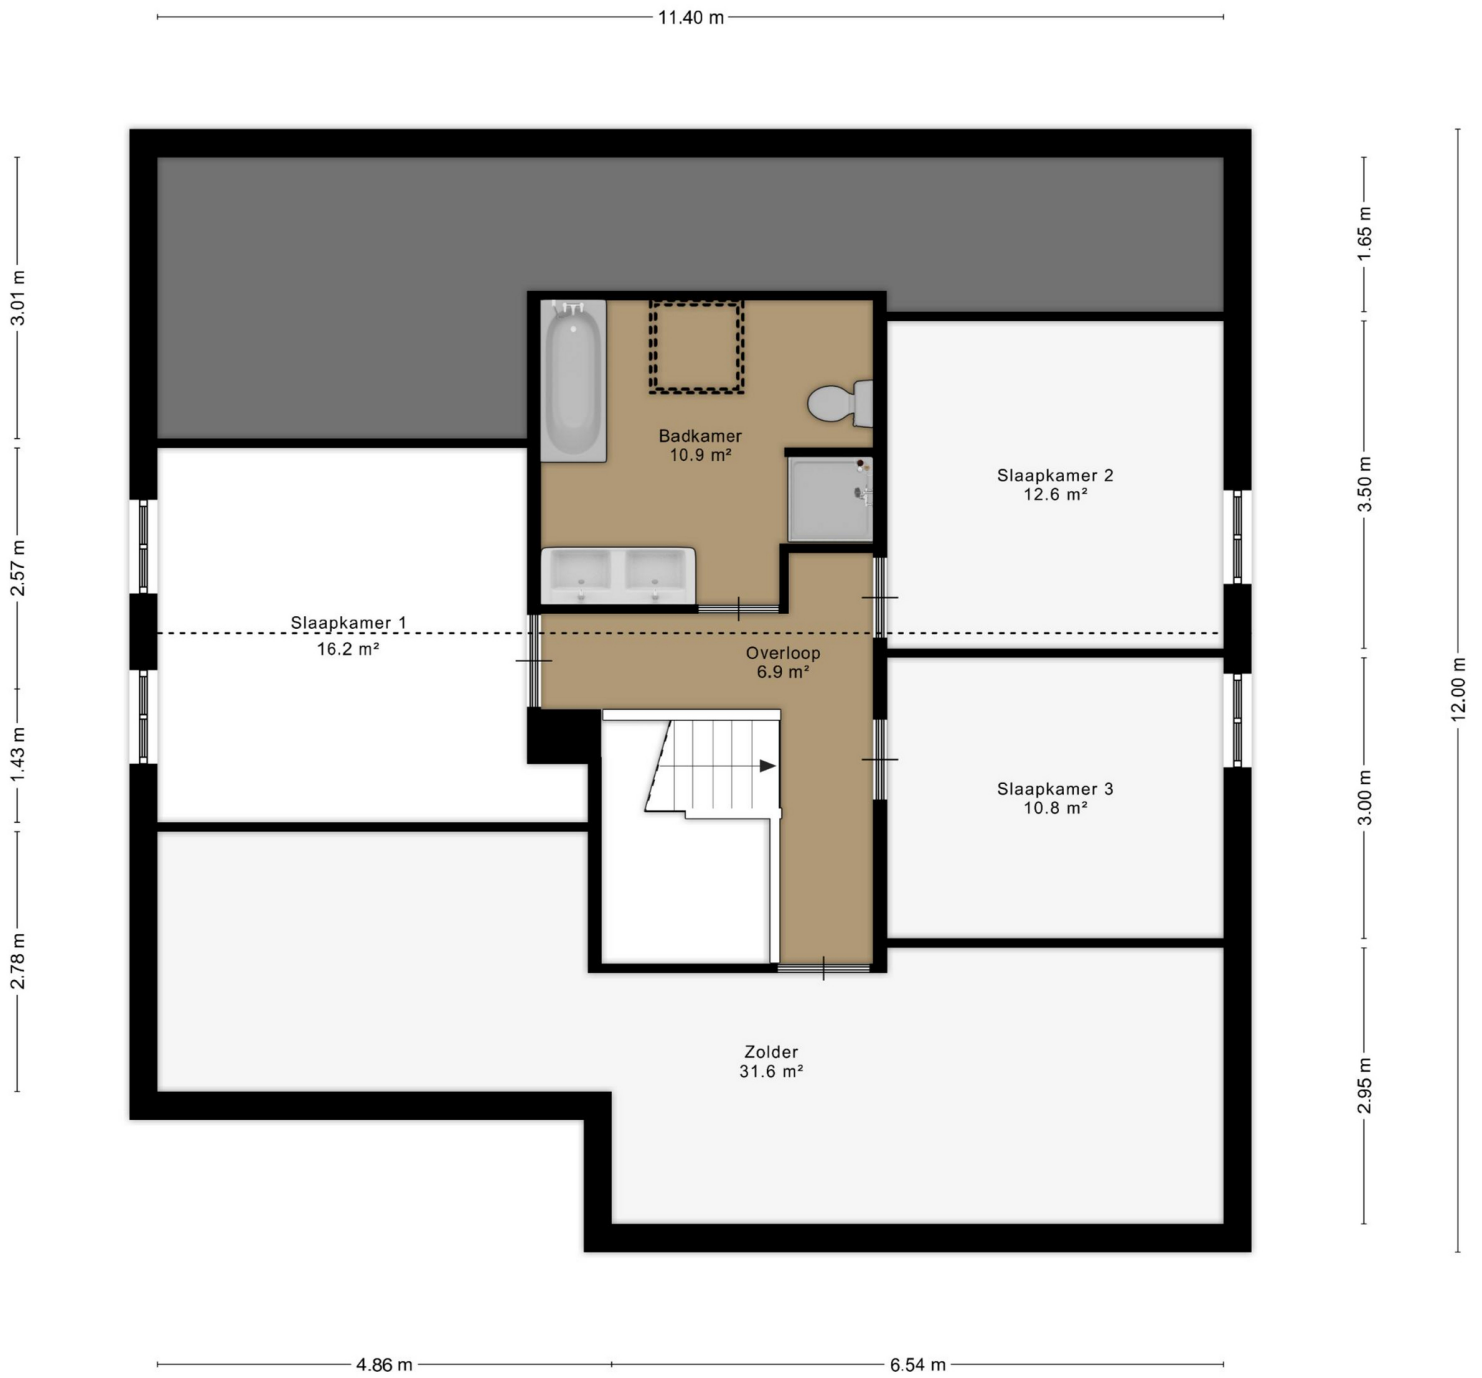 11.40 m
3.01 m
2.57 m
1.43 m
2.78 m
1.65 m
3.50 m
3.00 m
2.95 m
12.00 m
Badkamer
10.9 m²
Slaapkamer 2
12.6 m²
Slaapkamer 1
16.2 m²
Overloop
6.9 m²
Slaapkamer 3
10.8 m²
Zolder
31.6 m²
4.86 m
6.54 m